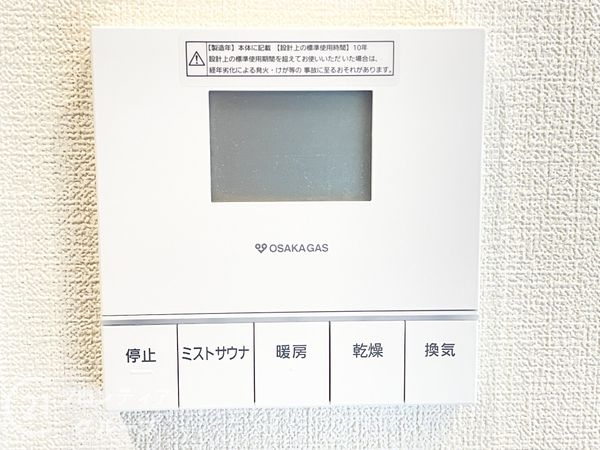 【製造年】本体に記載 【設計上の標準使用時間】10年
設計上の標準使用期間を超えてお使いいただいた場合は、
経年劣化による発火・けが等の事故に至るおそれがあります。
OSAKA GAS
停止 ミストサウナ 暖房 乾燥 換気